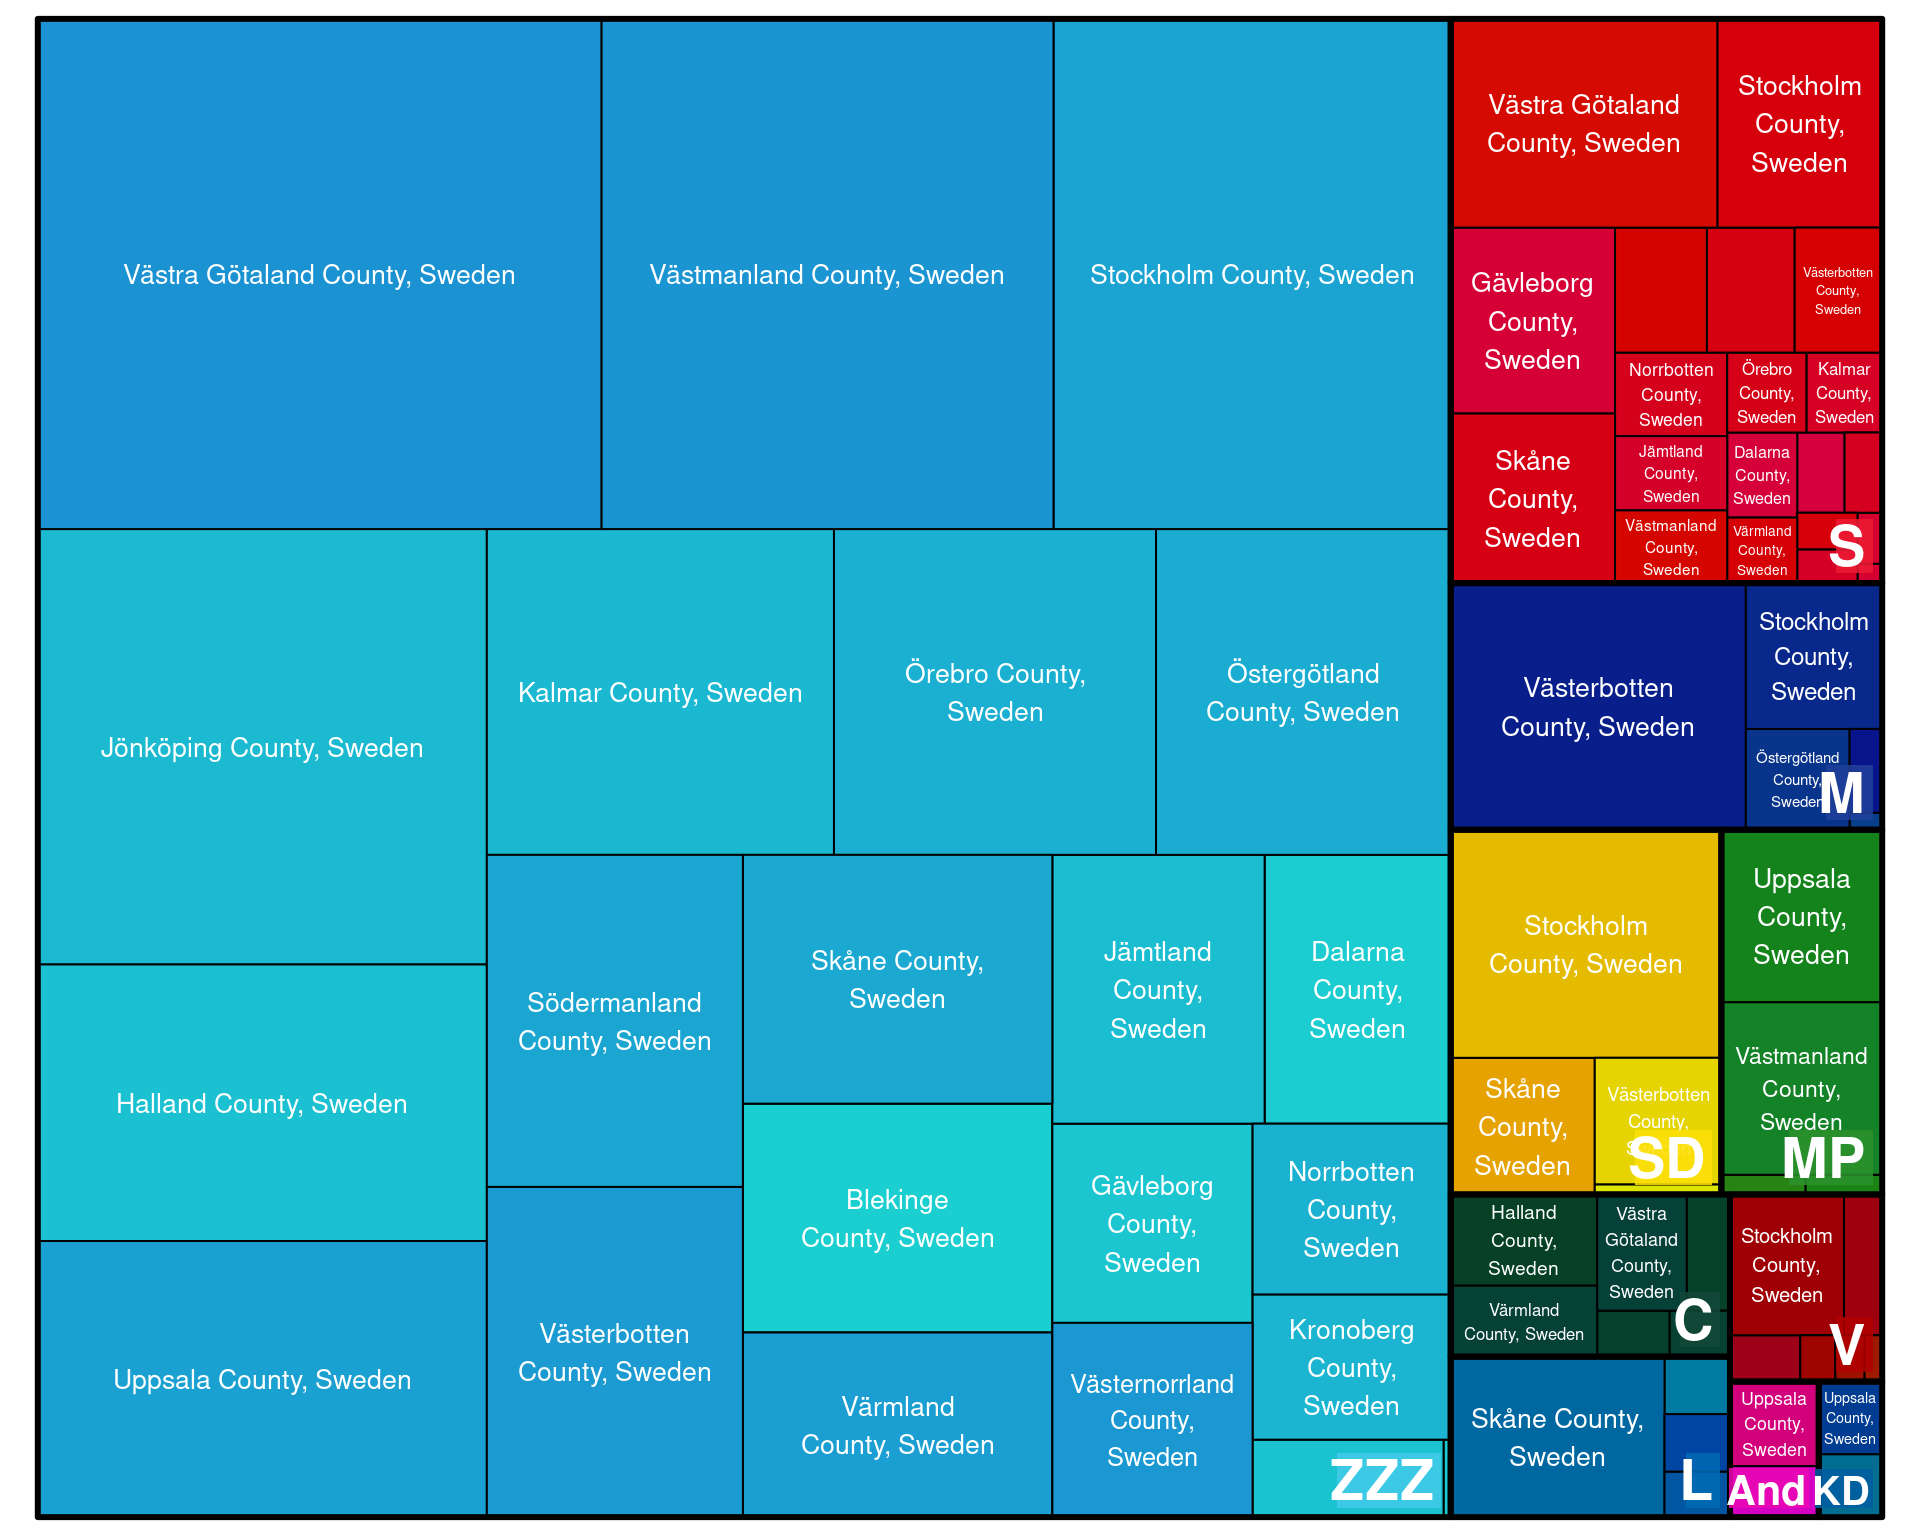 Västra Götaland County, Sweden
Västmanland County, Sweden
Stockholm County, Sweden
Jönköping County, Sweden
Kalmar County, Sweden
Örebro County,
Sweden
Östergötland
County, Sweden
Halland County, Sweden
Uppsala County, Sweden
Södermanland
County, Sweden
Skåne County,
Sweden
Jämtland
County,
Sweden
Dalarna
County,
Sweden
Västerbotten
County, Sweden
Blekinge
County, Sweden
Värmland
County, Sweden
Gävleborg
County,
Sweden
Norrbotten
County,
Sweden
Västernorrland
County,
Sweden
Kronoberg
County,
Sweden
ZZZ
Västra Götaland
County, Sweden
Stockholm
County,
Sweden
Gävleborg
County,
Sweden
Västerbotten
County,
Sweden
Skåne
County,
Sweden
Norrbotten
County,
Sweden
Örebro
County,
Sweden
Kalmar
County,
Sweden
Jämtland
County,
Sweden
Dalarna
County,
Sweden
Västmanland
County,
Sweden
Värmland
County,
Sweden
S
Västerbotten
County, Sweden
Stockholm
County,
Sweden
Östergötland
County,
Sweden
M
Stockholm
County, Sweden
Skåne
County,
Sweden
Västerbotten
County,
SD
Uppsala
County,
Sweden
Västmanland
County,
Sweden
MP
Halland
County,
Sweden
Västra
Götaland
County,
Sweden
Värmland
County, Sweden
C
Stockholm
County,
Sweden
V
Skåne County,
Sweden
L
Uppsala
County,
Sweden
And
Uppsala
County,
Sweden
KD